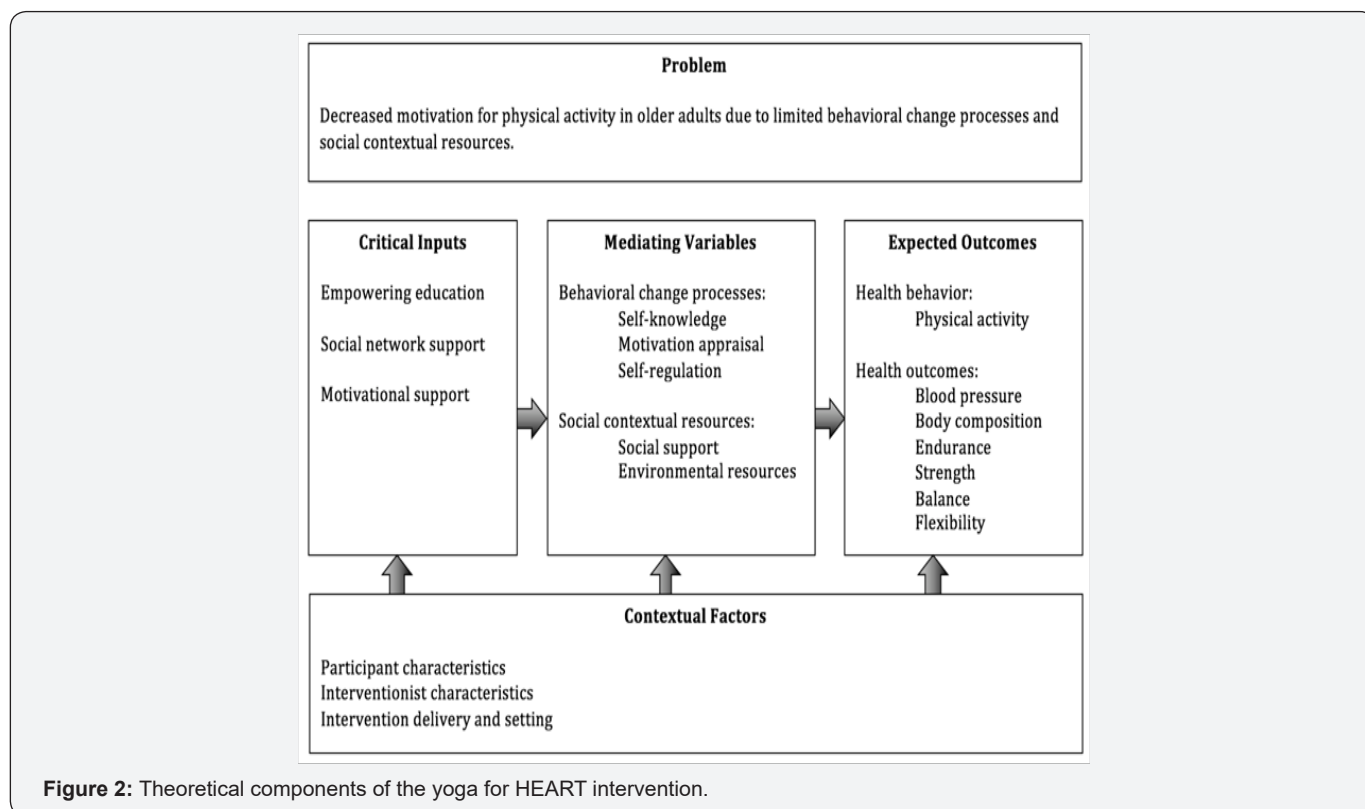 Problem
Decreased motivation for physical activity in older adults due to limited behavioral change processes and
social contextual resources.
Critical Inputs
Empowering education
Social network support
Motivational support
Mediating Variables
Behavioral change processes:
Self-knowledge
Motivation appraisal
Self-regulation
Social contextual resources:
Social support
Environmental resources
Expected Outcomes
Health behavior:
Physical activity
Health outcomes:
Blood pressure
Body composition
Endurance
Strength
Balance
Flexibility
Contextual Factors
Participant characteristics
Interventionist characteristics
Intervention delivery and setting
Figure 2: Theoretical components of the yoga for HEART intervention.